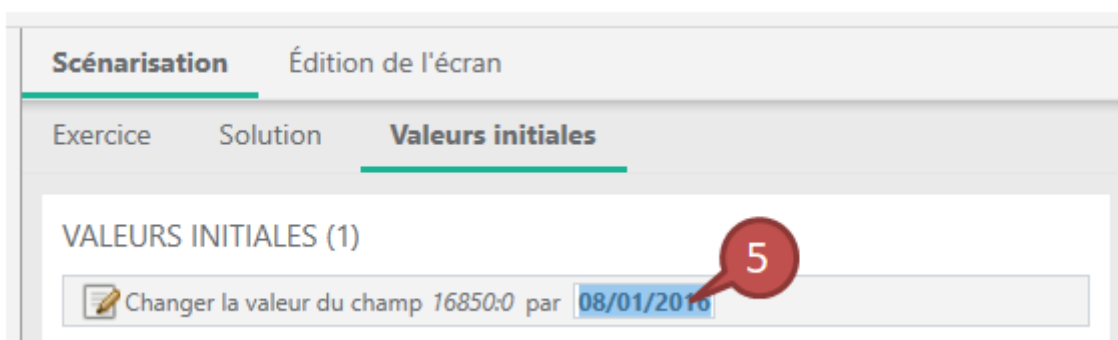 Scénarisation Édition de l'écran
Exercice Solution Valeurs initiales
VALEURS INITIALES (1)
5
Changer la valeur du champ 16850:0 par 08/01/2016